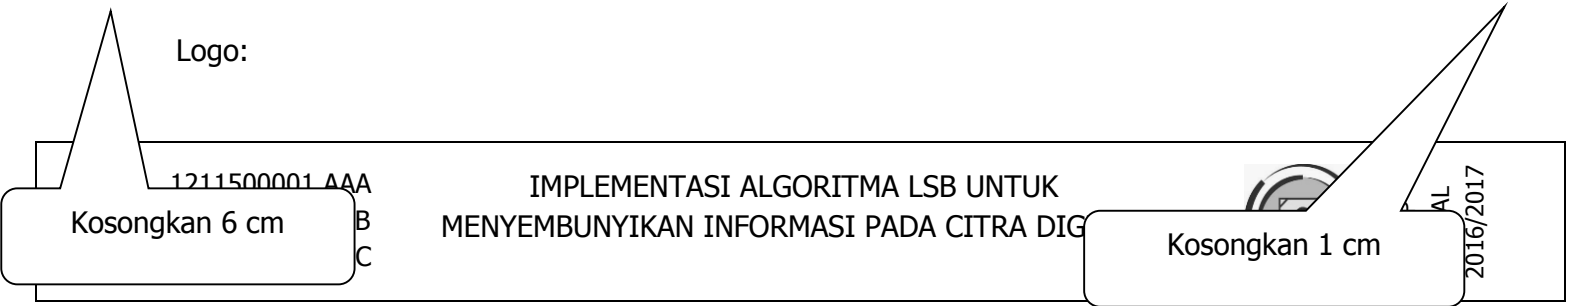 Logo:
1211500001 AAA
B
C
Kosongkan 6 cm
IMPLEMENTASI ALGORITMA LSB UNTUK
MENYEMBUNYIKAN INFORMASI PADA CITRA DIG
Kosongkan 1 cm
AL
2016/2017